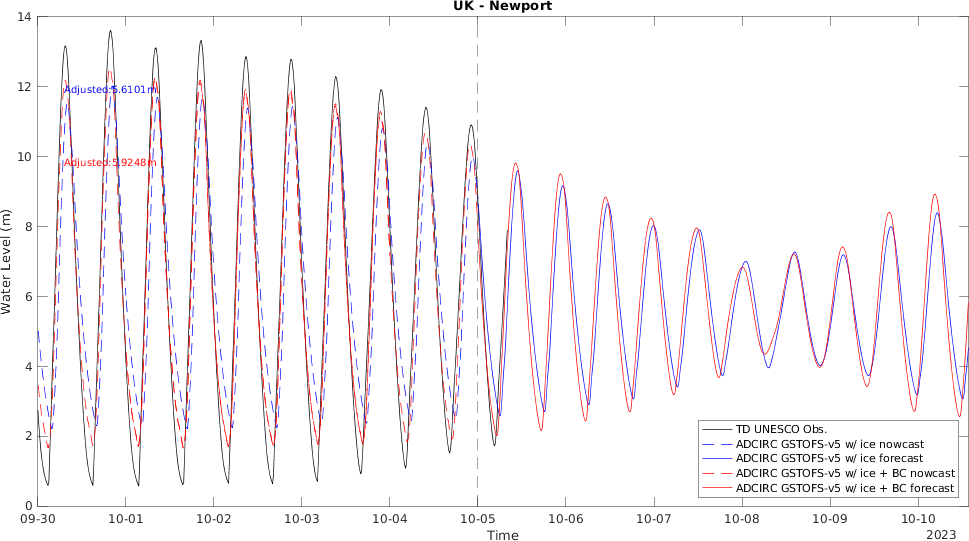 UK - Newport
14
12
10
8
6
4
2
0
Water Level (m)
Adjusted:5.6101m
Adjusted:5.9248m
TD UNESCO Obs.
ADCIRC GSTOFS-v5 w/ ice nowcast
ADCIRC GSTOFS-v5 w/ ice forecast
ADCIRC GSTOFS-v5 w/ ice + BC nowcast
ADCIRC GSTOFS-v5 w/ ice + BC forecast
09-30 10-01 10-02 10-03 10-04 10-05 10-06 10-07 10-08 10-09 10-10
Time
2023